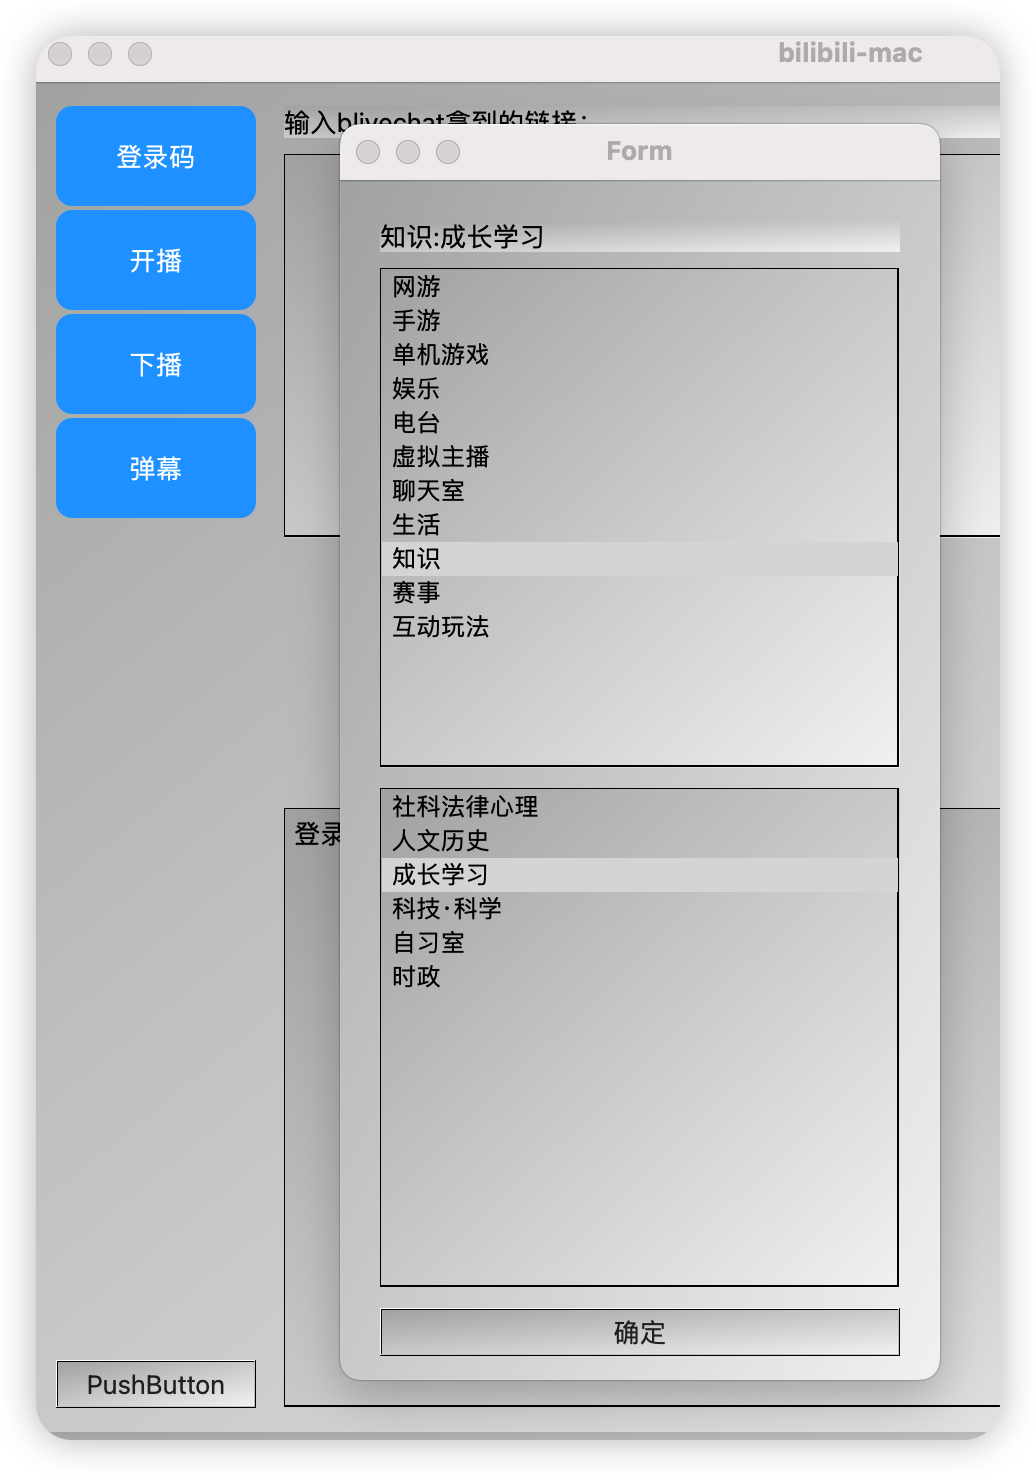 bilibili-mac
登录码
开播
下播
弹幕
输入blivechat拿到的链接:
登录
PushButton
Form
知识:成长学习
网游
手游
单机游戏
娱乐
电台
虚拟主播
聊天室
生活
知识
赛事
互动玩法
社科法律心理
人文历史
成长学习
科技·科学
自习室
时政
确定